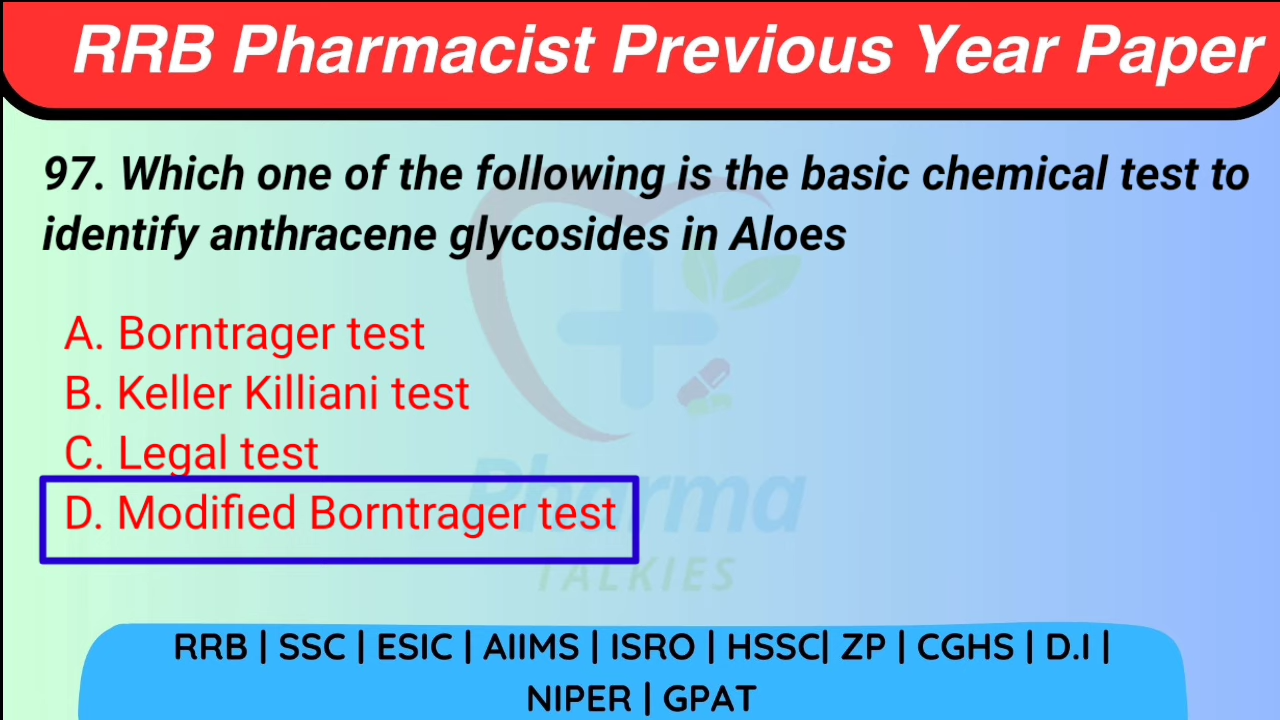 RRB Pharmacist Previous Year Paper
97. Which one of the following is the basic chemical test to
identify anthracene glycosides in Aloes
A. Borntrager test
B. Keller Killiani test
C. Legal test
D. Modified Borntrager test
Pharma
TALKIES
RRB | SSC | ESIC | AIIMS | ISRO | HSSC| ZP | CGHS | D.I |
NIPER | GPAT